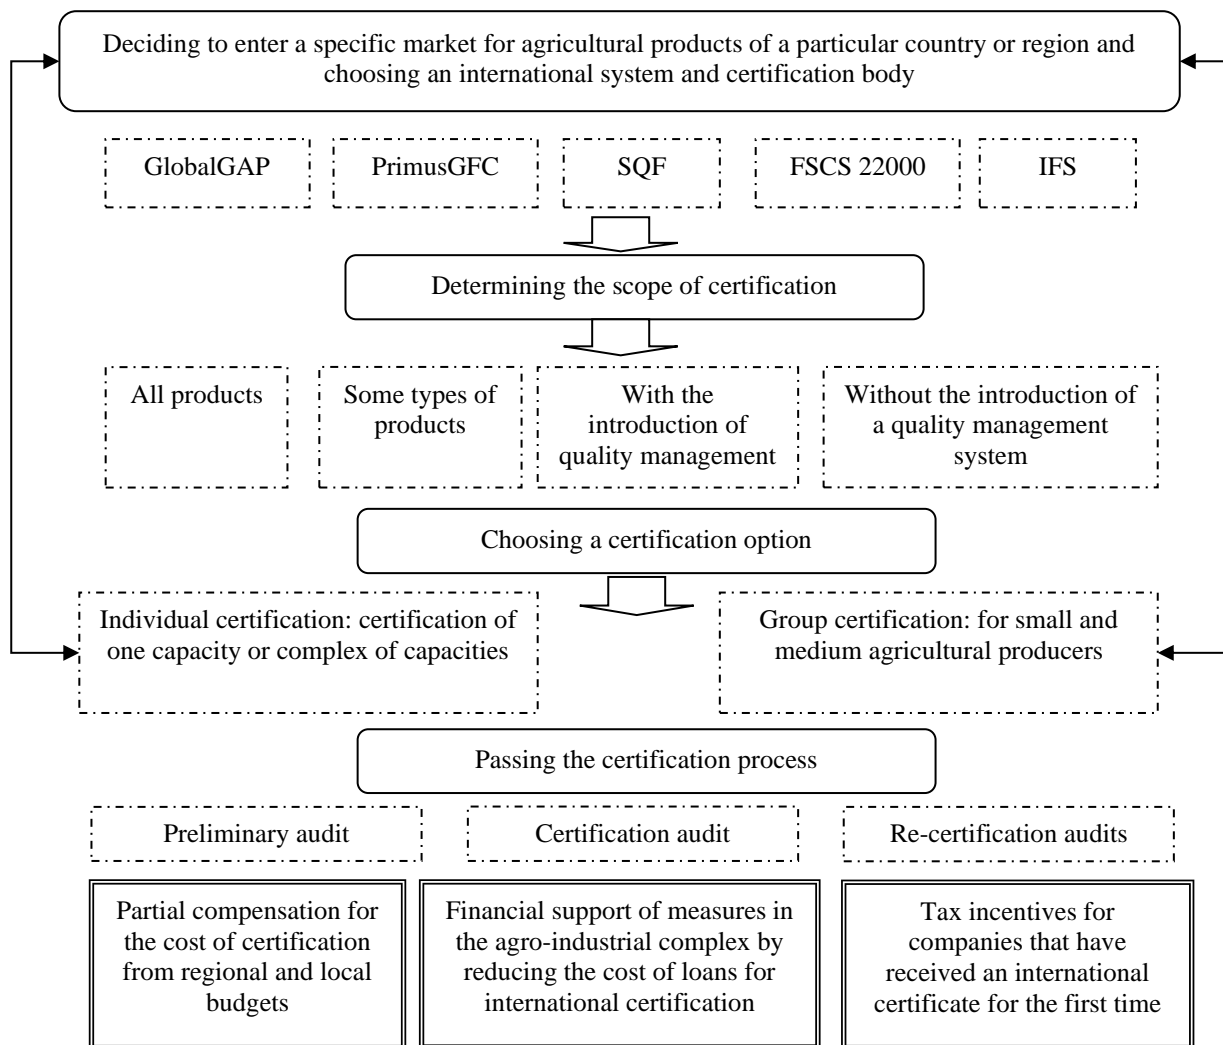 Deciding to enter a specific market for agricultural products of a particular country or region and
choosing an international system and certification body
GlobalGAP
PrimusGFC
SQF
FSCS 22000
IFS
Determining the scope of certification
All products
Some types of
products
With the
introduction of
quality management
Without the introduction of
a quality management
system
Choosing a certification option
Individual certification: certification of
one capacity or complex of capacities
Group certification: for small and
medium agricultural producers
Passing the certification process
Preliminary audit
Certification audit
Re-certification audits
Partial compensation for
the cost of certification
from regional and local
budgets
Financial support of measures in
the agro-industrial complex by
reducing the cost of loans for
international certification
Tax incentives for
companies that have
received an international
certificate for the first time